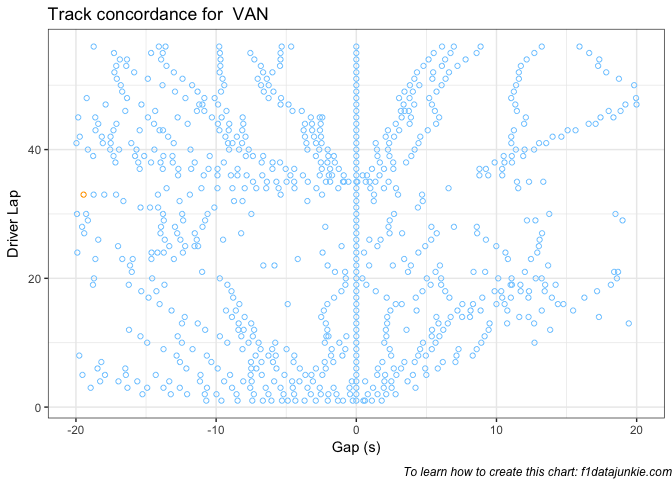 Track concordance for  VAN
Driver Lap
40
20
0
-20
-10
0
10
20
Gap (s)
To learn how to create this chart: f1datajunkie.com